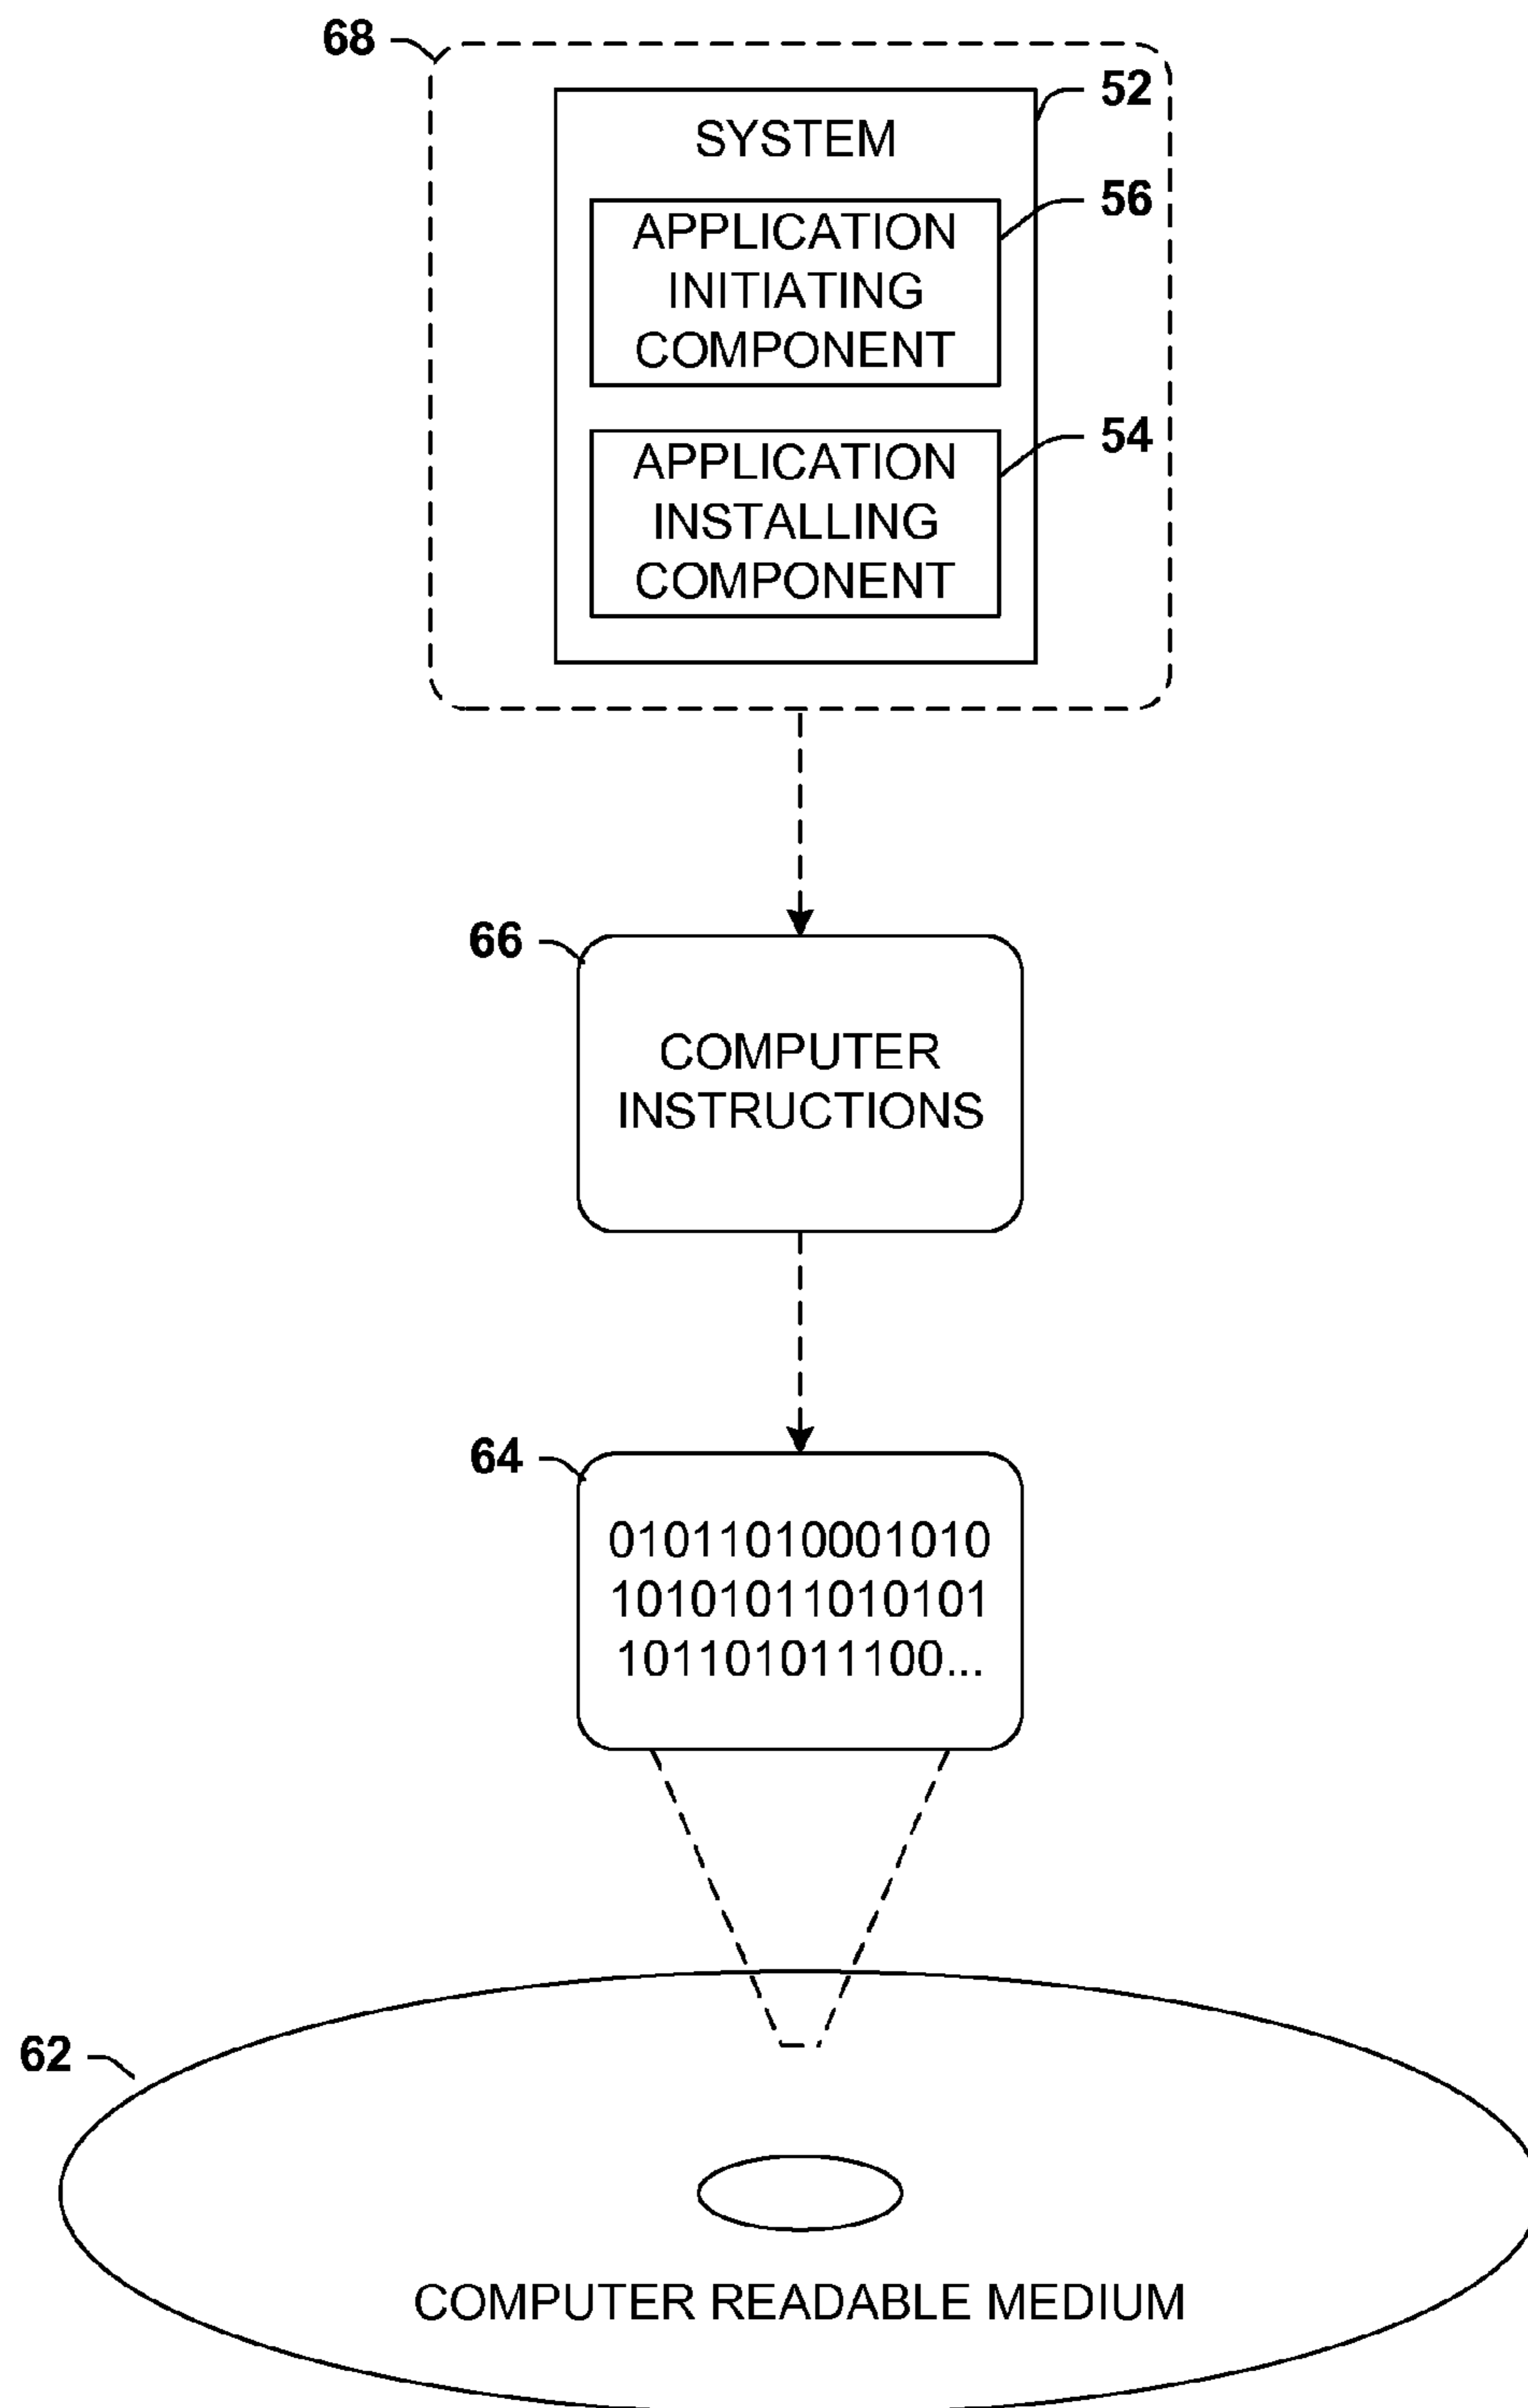 68
52
SYSTEM
56
APPLICATION
INITIATING
COMPONENT
54
APPLICATION
INSTALLING
COMPONENT
66
COMPUTER
INSTRUCTIONS
64
01011010001010
10101011010101
101101011100...
62
COMPUTER READABLE MEDIUM